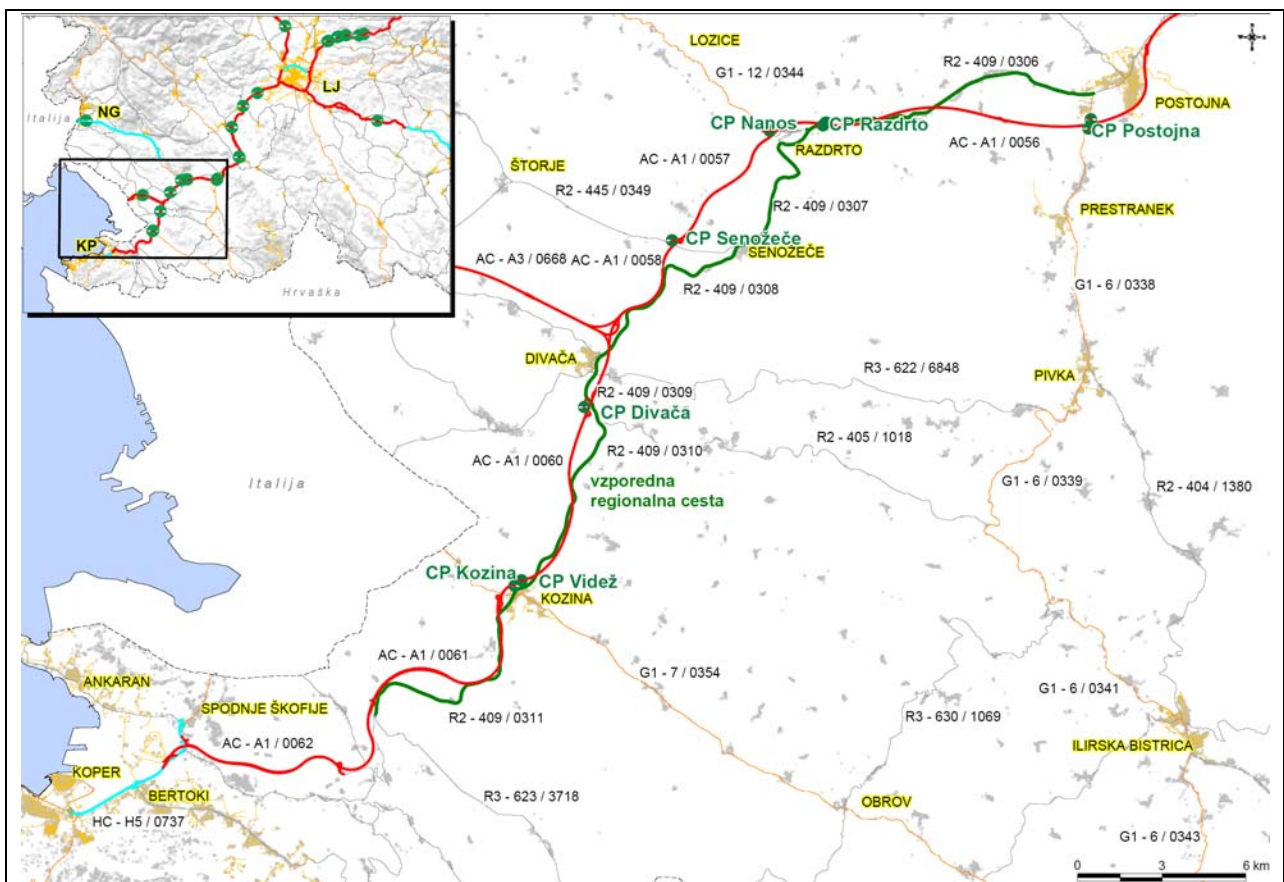 Italija
NG
LJ
KP
Hrvaška
LOZICE
G1 - 12 / 0344
R2 - 409 / 0306
POSTOJNA
CP Nanos
CP Razdrto
RAZDRTO
CP Postojna
AC - A1 / 0056
AC - A1 / 0057
ŠTORJE
R2 - 445 / 0349
R2 - 409 / 0307
PRESTRANEK
CP Senožeče
SENOŽEČE
AC - A3 / 0668
AC - A1 / 0058
R2 - 409 / 0308
G1 - 6 / 0338
DIVAČA
R3 - 622 / 6848
PIVKA
R2 - 409 / 0309
CP Divača
R2 - 405 / 1018
R2 - 409 / 0310
AC - A1 / 0060
vzporedna
regionalna cesta
Italija
G1 - 6 / 0339
R2 - 404 / 1380
CP Kozina
CP Videž
KOZINA
AC - A1 / 0061
G1 - 7 / 0354
ANKARAN
SPODNJE ŠKOFIJE
R2 - 409 / 0311
G1 - 6 / 0341
R3 - 630 / 1069
AC - A1 / 0062
ILIRSKA BISTRICA
KOPER
BERTOKI
R3 - 623 / 3718
OBROV
HC - H5 / 0737
G1 - 6 / 0343
0 3 6 km